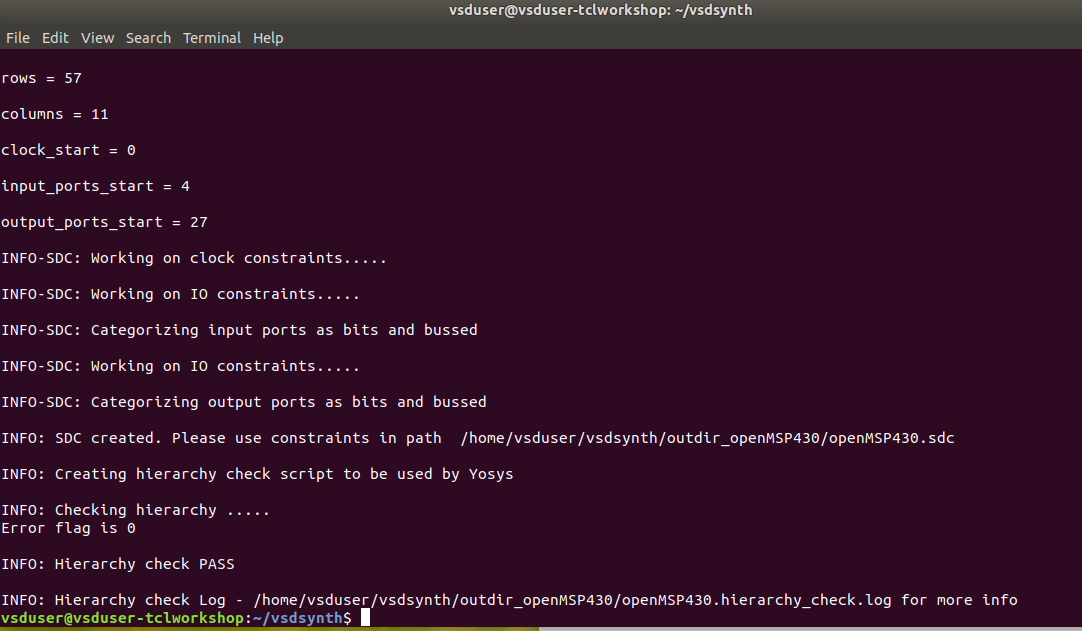 vsduser@vsduser-tclworkshop: ~/vsdsynth
File Edit View Search Terminal Help
rows = 57
columns = 11
clock_start = 0
input_ports_start = 4
output_ports_start = 27
INFO-SDC: Working on clock constraints.....
INFO-SDC: Working on IO constraints.....
INFO-SDC: Categorizing input ports as bits and bussed
INFO-SDC: Working on IO constraints.....
INFO-SDC: Categorizing output ports as bits and bussed
INFO: SDC created. Please use constraints in path  /home/vsduser/vsdsynth/outdir_openMSP430/openMSP430.sdc
INFO: Creating hierarchy check script to be used by Yosys
INFO: Checking hierarchy .....
Error flag is 0
INFO: Hierarchy check PASS
INFO: Hierarchy check Log - /home/vsduser/vsdsynth/outdir_openMSP430/openMSP430.hierarchy_check.log for more info
vsduser@vsduser-tclworkshop:~/vsdsynth$